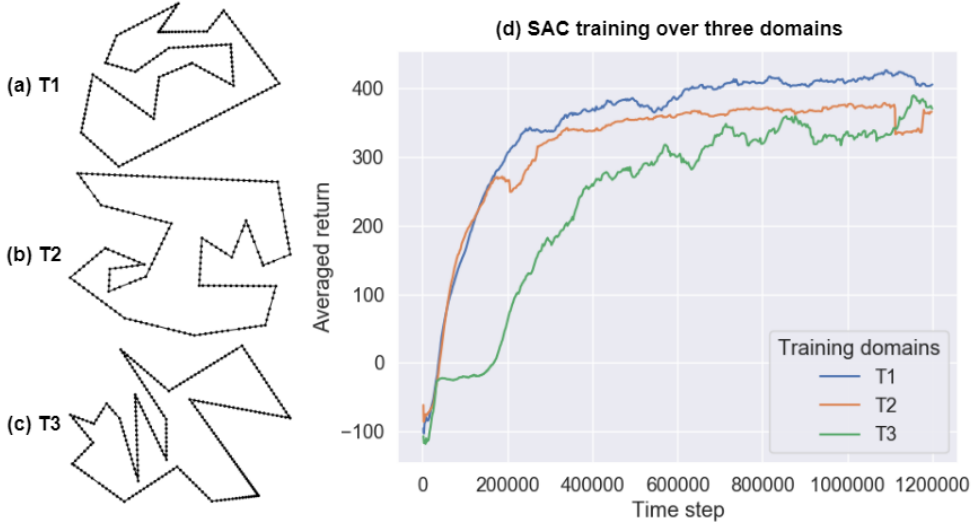 (a) T1
(b) T2
(c) T3
(d) SAC training over three domains
Averaged return
400
300
200
100
0
−100
0
200000
400000
600000
800000
1000000
1200000
Time step
Training domains
T1
T2
T3